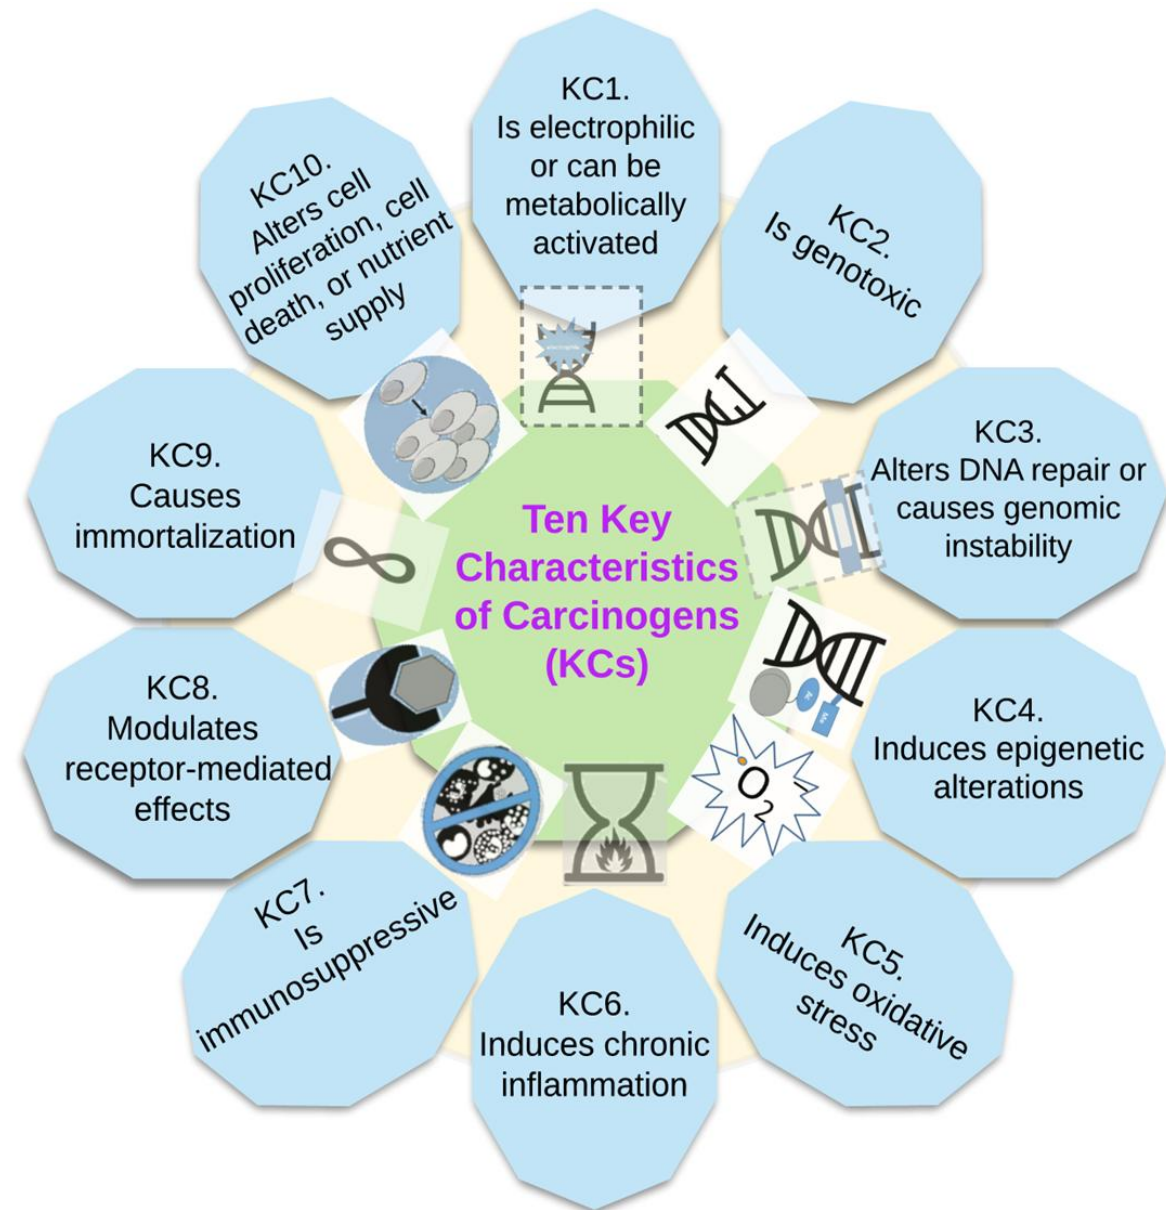 KC1.
Is electrophilic
or can be
metabolically
activated
KC2.
Is genotoxic
KC3.
Alters DNA repair or
causes genomic
instability
KC4.
Induces epigenetic
alterations
KC5.
Induces oxidative
stress
KC6.
Induces chronic
inflammation
KC7.
Is
immunosuppressive
KC8.
Modulates
receptor-mediated
effects
KC9.
Causes
immortalization
KC10.
Alters cell
proliferation, cell
death, or nutrient
supply
Ten Key
Characteristics
of Carcinogens
(KCs)
Ac
Me
O2-